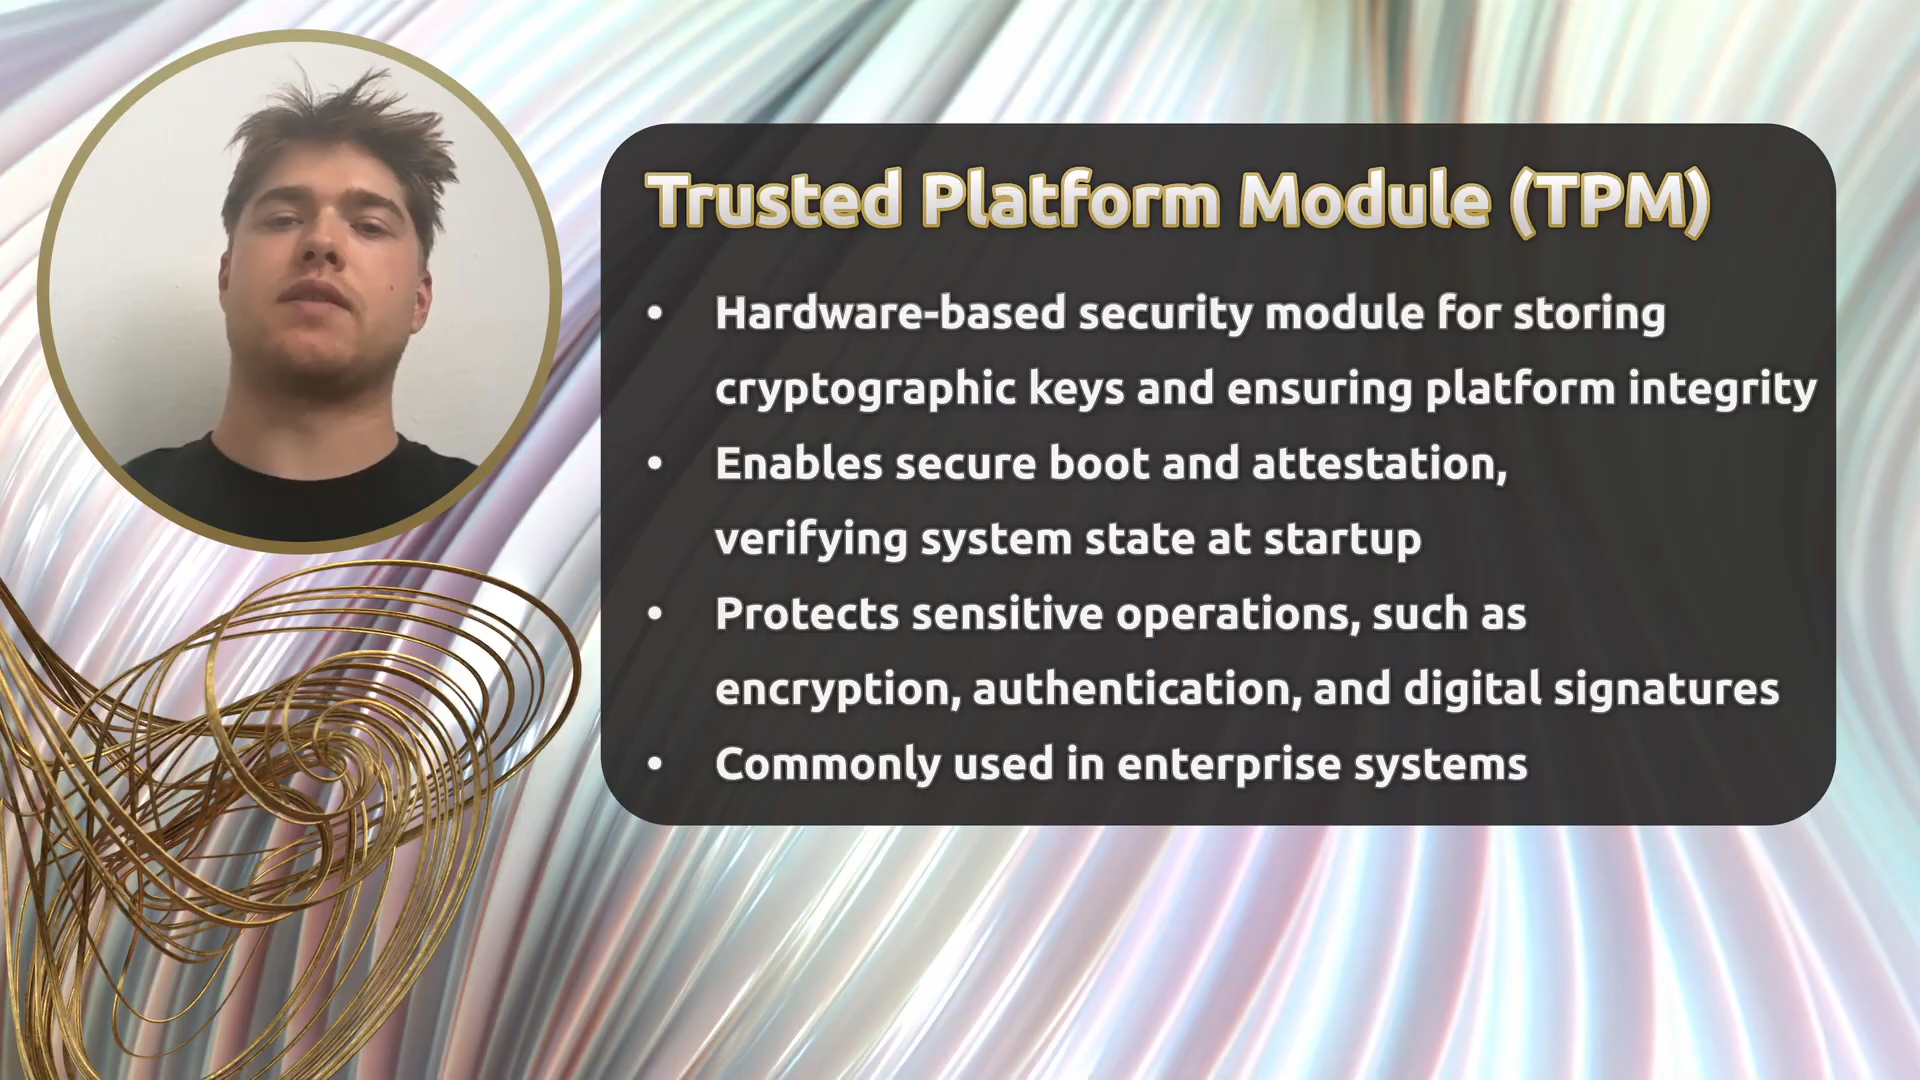 Trusted Platform Module (TPM)
• Hardware-based security module for storing
cryptographic keys and ensuring platform integrity
• Enables secure boot and attestation,
verifying system state at startup
• Protects sensitive operations, such as
encryption, authentication, and digital signatures
• Commonly used in enterprise systems